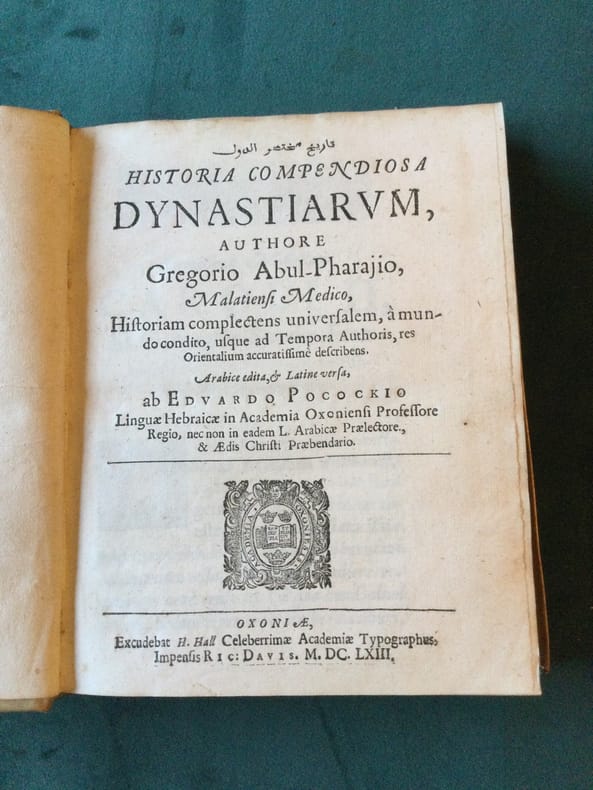 تاريخ مختصر الدول
HISTORIA COMPENDIOSA
DYNASTIARVM,
AUTHORE
Gregorio Abul-Pharajio,
Malatiensi Medico,
Historiam complectens universalem, à mun-
do condito, usque ad Tempora Authoris, res
Orientalium accuratissimè describens.
Arabice edita, & Latine versa,
ab EDVARDO POCOCKIO
Linguæ Hebraicæ in Academia Oxoniensi Professore
Regio, nec non in eadem L. Arabicæ Prælectore.,
& Ædis Christi Præbendario.
ACADEMIA OXONIENSIS
OXONIÆ,
Excudebat H. Hall Celeberrimæ Academiæ Typographus,
Impensis RIC: DAVIS. M. DC. LXIII.